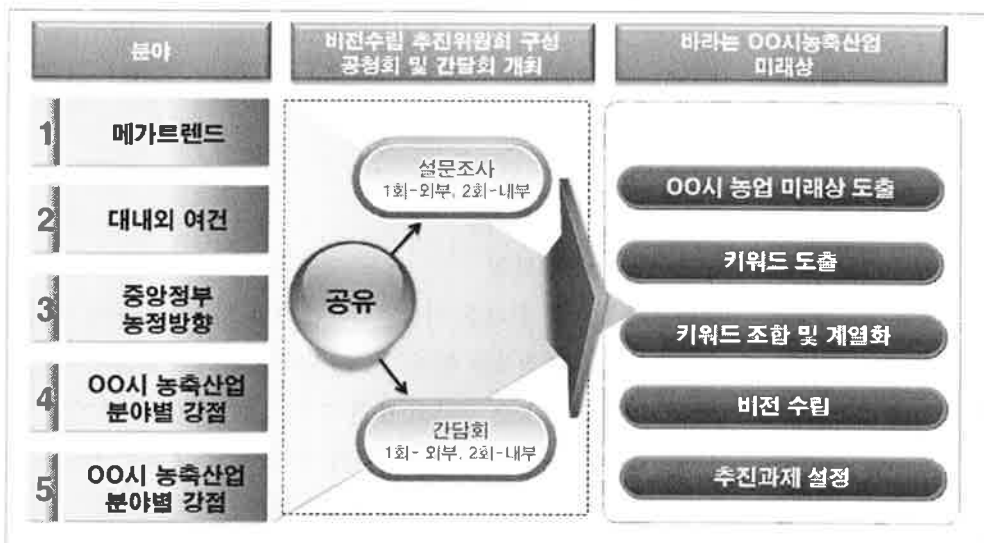 분야
비전수립 추진위원회 구성
공청회 및 간담회 개최
바라는 OO시농축산업
미래상
1
메가트렌드
2
대내외 여건
3
중앙정부
농정방향
4
OO시 농축산업
분야별 강점
5
OO시 농축산업
분야별 강점
설문조사
1회-외부, 2회-내부
공유
간담회
1회- 외부, 2회-내부
OO시 농업 미래상 도출
키워드 도출
키워드 조합 및 계열화
비전 수립
추진과제 설정